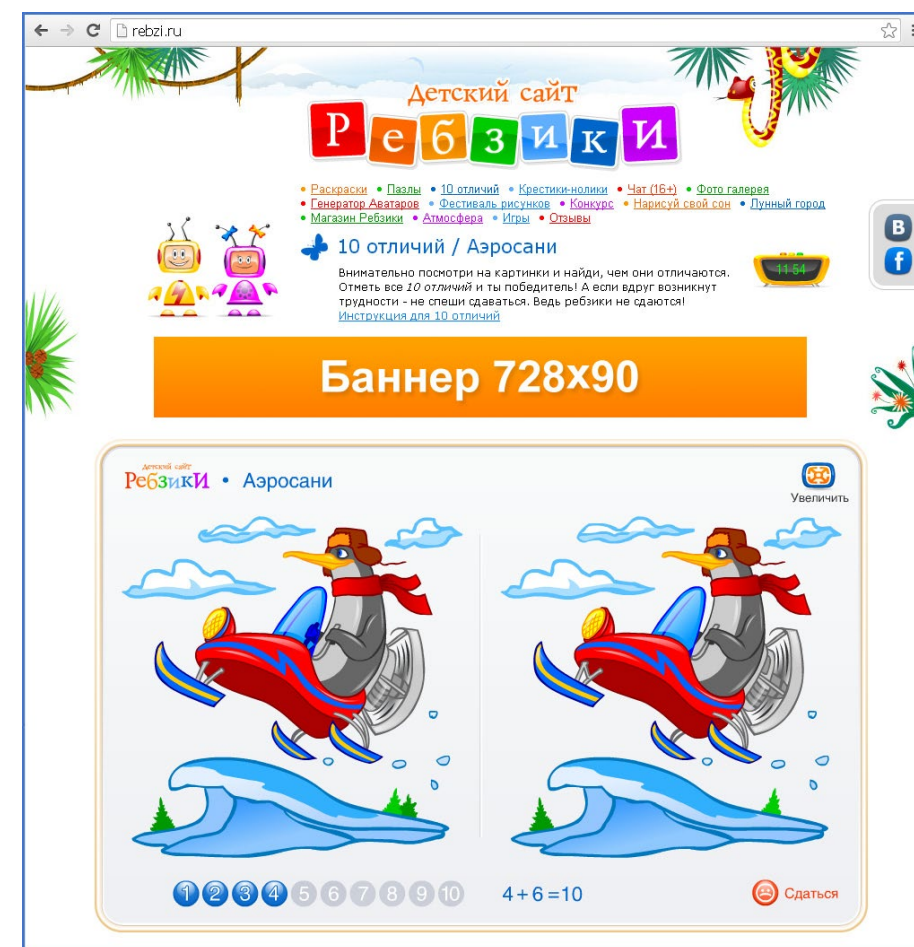 rebzi.ru
Детский сайт
РебзикИ
• Раскраски • Пазлы • 10 отличий • Крестики-нолики • Чат (16+) • Фото галерея
• Генератор Аватаров • Фестиваль рисунков • Конкурс • Нарисуй свой сон • Лунный город
• Магазин Ребзики • Атмосфера • Игры • Отзывы
10 отличий / Аэросани
11 54
Внимательно посмотри на картинки и найди, чем они отличаются.
Отметь все 10 отличий и ты победитель! А если вдруг возникнут
трудности - не спеши сдаваться. Ведь ребзики не сдаются!
Инструкция для 10 отличий
В
f
Баннер 728x90
детский сайт
РебзикИ • Аэросани
Увеличить
1 2 3 4 5 6 7 8 9 10 4+6=10 Сдаться